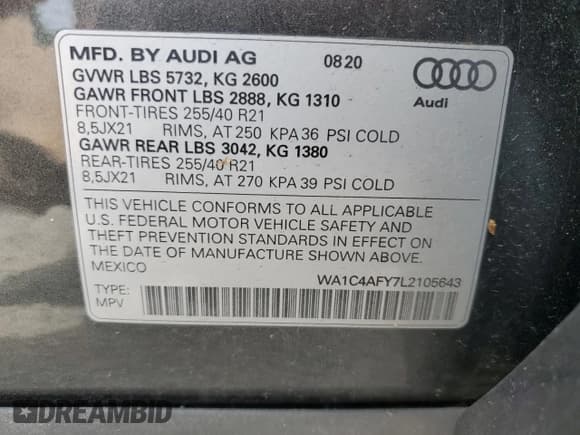 MFD. BY AUDI AG 0820
GVWR LBS 5732, KG 2600
GAWR FRONT LBS 2888, KG 1310
FRONT-TIRES 255/40 R21
8,5JX21 RIMS, AT 250 KPA 36 PSI COLD
GAWR REAR LBS 3042, KG 1380
REAR-TIRES 255/40 R21
8,5JX21 RIMS, AT 270 KPA 39 PSI COLD
Audi
THIS VEHICLE CONFORMS TO ALL APPLICABLE
U.S. FEDERAL MOTOR VEHICLE SAFETY AND
THEFT PREVENTION STANDARDS IN EFFECT ON
THE DATE OF MANUFACTURE SHOWN ABOVE.
MEXICO
WA1C4AFY7L2105643
TYPE:
MPV
DREAMBID